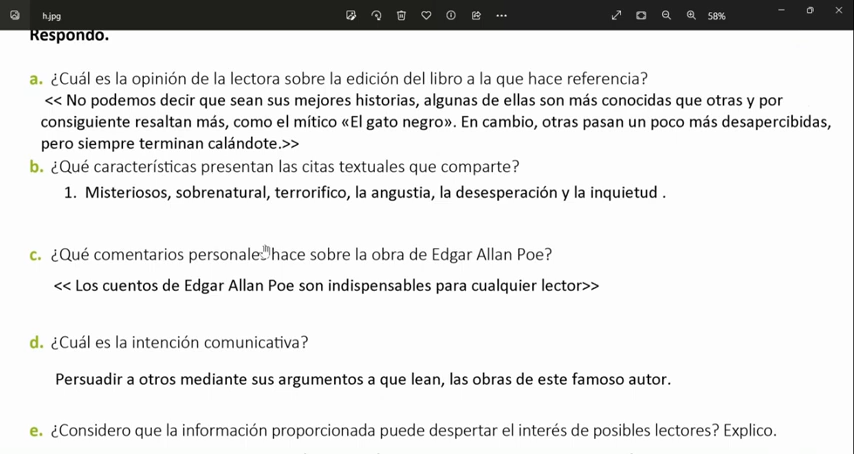 h.jpg
58%
Respondo.
a. ¿Cuál es la opinión de la lectora sobre la edición del libro a la que hace referencia?
<< No podemos decir que sean sus mejores historias, algunas de ellas son más conocidas que otras y por
consiguiente resaltan más, como el mítico «El gato negro». En cambio, otras pasan un poco más desapercibidas,
pero siempre terminan calándote.>>
b. ¿Qué características presentan las citas textuales que comparte?
1. Misteriosos, sobrenatural, terrorifico, la angustia, la desesperación y la inquietud .
c. ¿Qué comentarios personales hace sobre la obra de Edgar Allan Poe?
<< Los cuentos de Edgar Allan Poe son indispensables para cualquier lector>>
d. ¿Cuál es la intención comunicativa?
Persuadir a otros mediante sus argumentos a que lean, las obras de este famoso autor.
e. ¿Considero que la información proporcionada puede despertar el interés de posibles lectores? Explico.